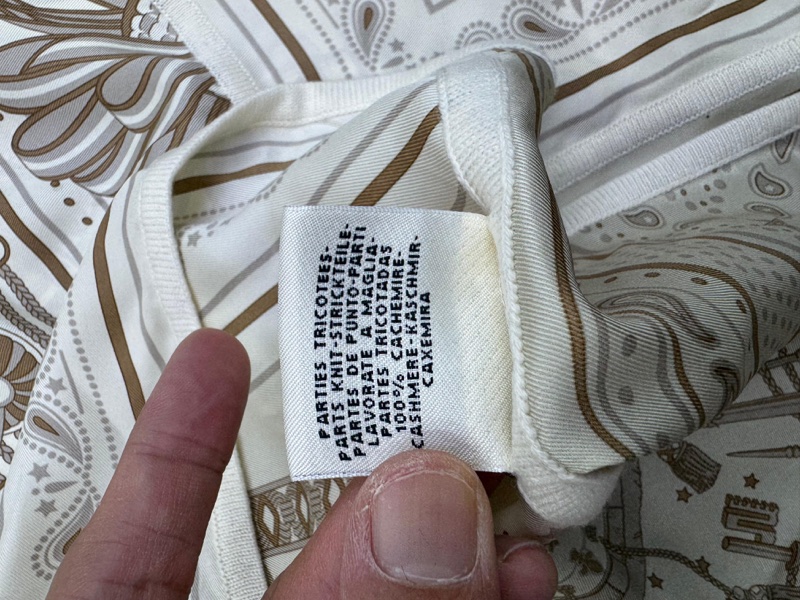 PARTIES TRICOTEES-
PARTS KNIT-STRICKTEILE-
PARTES DE PUNTO-PARTI
LAVORATE A MAGLIA-
PARTES TRICOTADAS
100% CACHEMIRE-
CASHMERE-KASCHMIR-
CAXEMIRA